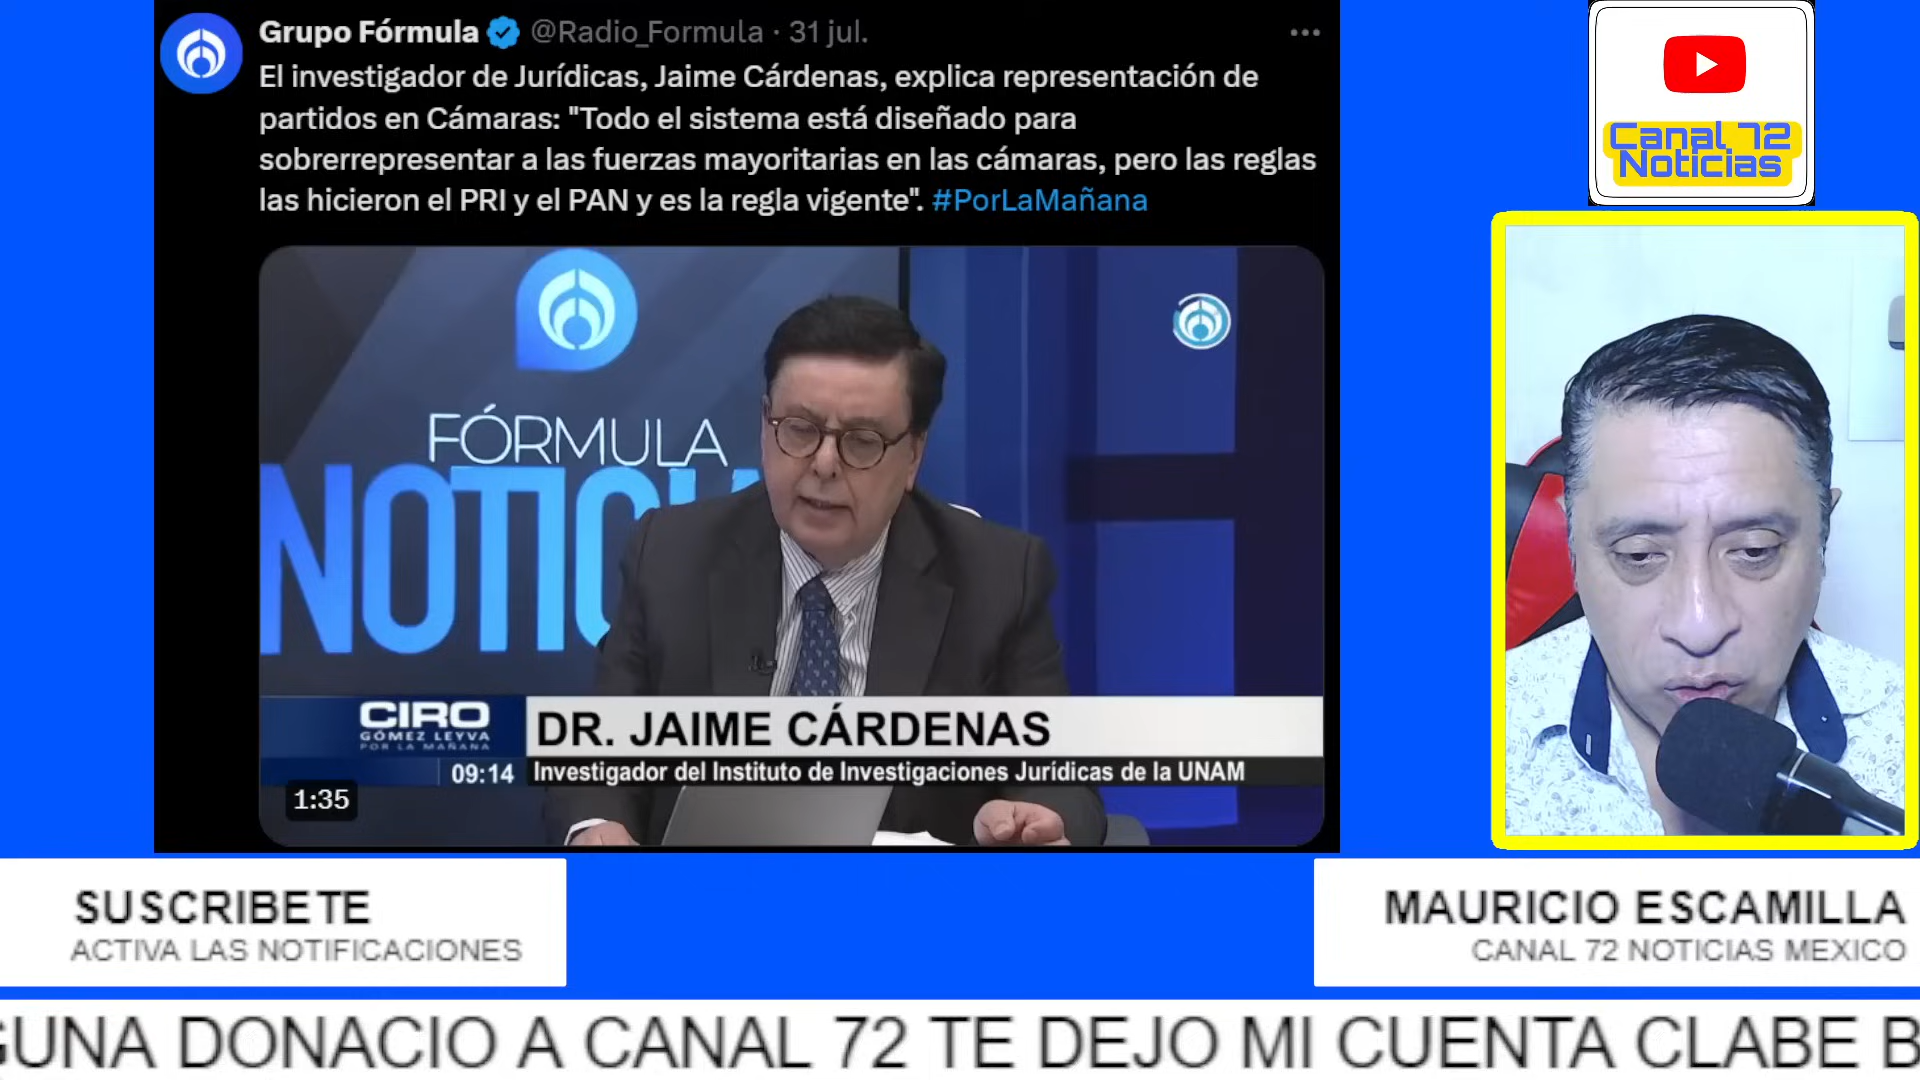 Grupo Fórmula @Radio_Formula · 31 jul.
El investigador de Jurídicas, Jaime Cárdenas, explica representación de
partidos en Cámaras: "Todo el sistema está diseñado para
sobrerrepresentar a las fuerzas mayoritarias en las cámaras, pero las reglas
las hicieron el PRI y el PAN y es la regla vigente". #PorLaMañana
FÓRMULA
NOTICI
CIRO
GÓMEZ LEYVA
POR LA MAÑANA
DR. JAIME CÁRDENAS
09:14
Investigador del Instituto de Investigaciones Jurídicas de la UNAM
1:35
Canal 72
Noticias
SUSCRIBETE
ACTIVA LAS NOTIFICACIONES
MAURICIO ESCAMILLA
CANAL 72 NOTICIAS MEXICO
GUNA DONACIO A CANAL 72 TE DEJO MI CUENTA CLABE B